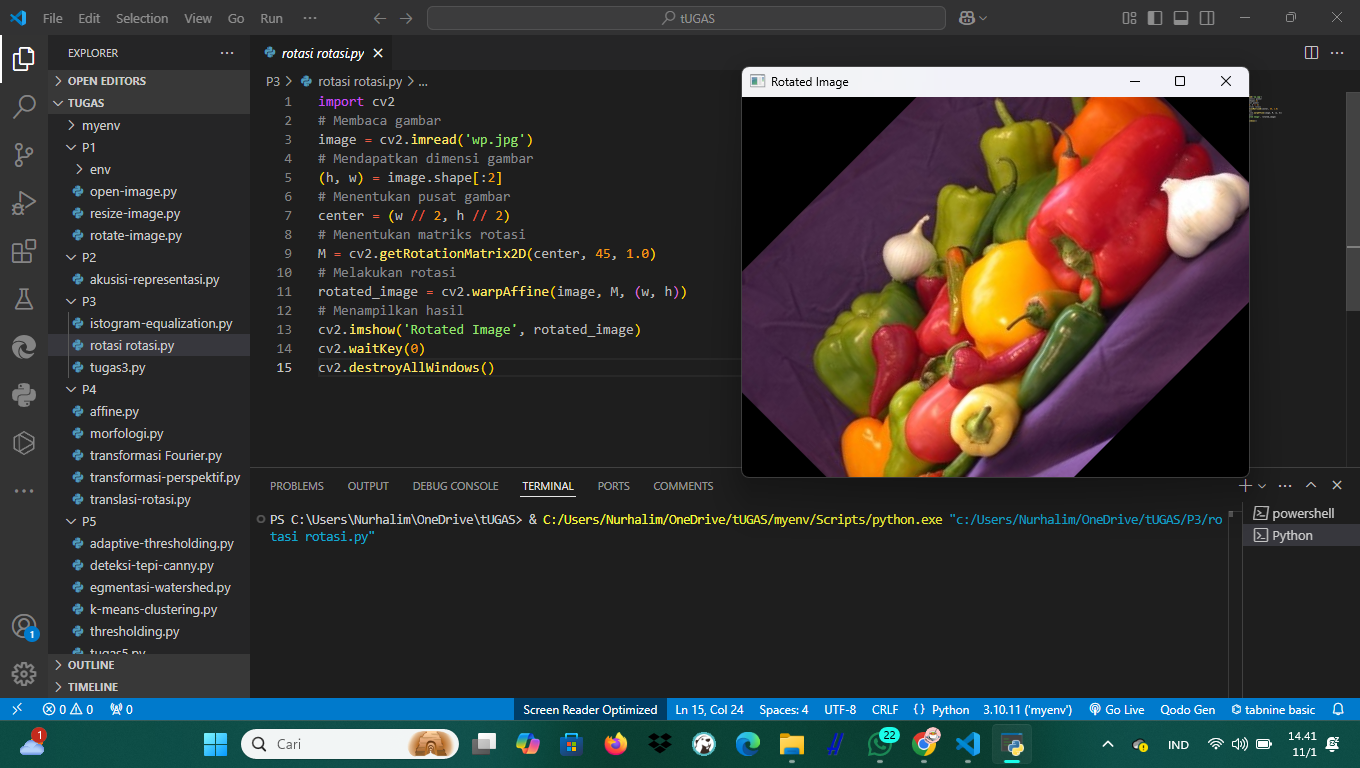 File Edit Selection View Go Run ··· tUGAS
EXPLORER ···
OPEN EDITORS
TUGAS
myenv
P1
env
open-image.py
resize-image.py
rotate-image.py
P2
akusisi-representasi.py
P3
istogram-equalization.py
rotasi rotasi.py
tugas3.py
P4
affine.py
morfologi.py
transformasi Fourier.py
transformasi-perspektif.py
translasi-rotasi.py
P5
adaptive-thresholding.py
deteksi-tepi-canny.py
egmentasi-watershed.py
k-means-clustering.py
thresholding.py
tugas5.py
OUTLINE
TIMELINE
1
rotasi rotasi.py
P3 > rotasi rotasi.py > ...
1 import cv2
2 # Membaca gambar
3 image = cv2.imread('wp.jpg')
4 # Mendapatkan dimensi gambar
5 (h, w) = image.shape[:2]
6 # Menentukan pusat gambar
7 center = (w // 2, h // 2)
8 # Menentukan matriks rotasi
9 M = cv2.getRotationMatrix2D(center, 45, 1.0)
10 # Melakukan rotasi
11 rotated_image = cv2.warpAffine(image, M, (w, h))
12 # Menampilkan hasil
13 cv2.imshow('Rotated Image', rotated_image)
14 cv2.waitKey(0)
15 cv2.destroyAllWindows()
Rotated Image
PROBLEMS OUTPUT DEBUG CONSOLE TERMINAL PORTS COMMENTS
PS C:\Users\Nurhalim\OneDrive\tUGAS> & C:/Users/Nurhalim/OneDrive/tUGAS/myenv/Scripts/python.exe "c:/Users/Nurhalim/OneDrive/tUGAS/P3/ro
tasi rotasi.py"
powershell
Python
0 0 0 Screen Reader Optimized Ln 15, Col 24 Spaces: 4 UTF-8 CRLF {} Python 3.10.11 ('myenv') Go Live Qodo Gen tabnine basic
1 Cari 22 IND 14.41
11/1